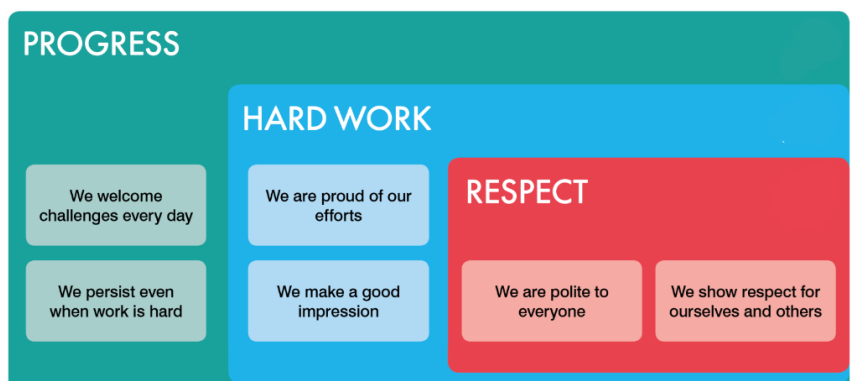 PROGRESS
HARD WORK
RESPECT
We welcome
challenges every day
We are proud of our
efforts
We persist even
when work is hard
We make a good
impression
We are polite to
everyone
We show respect for
ourselves and others